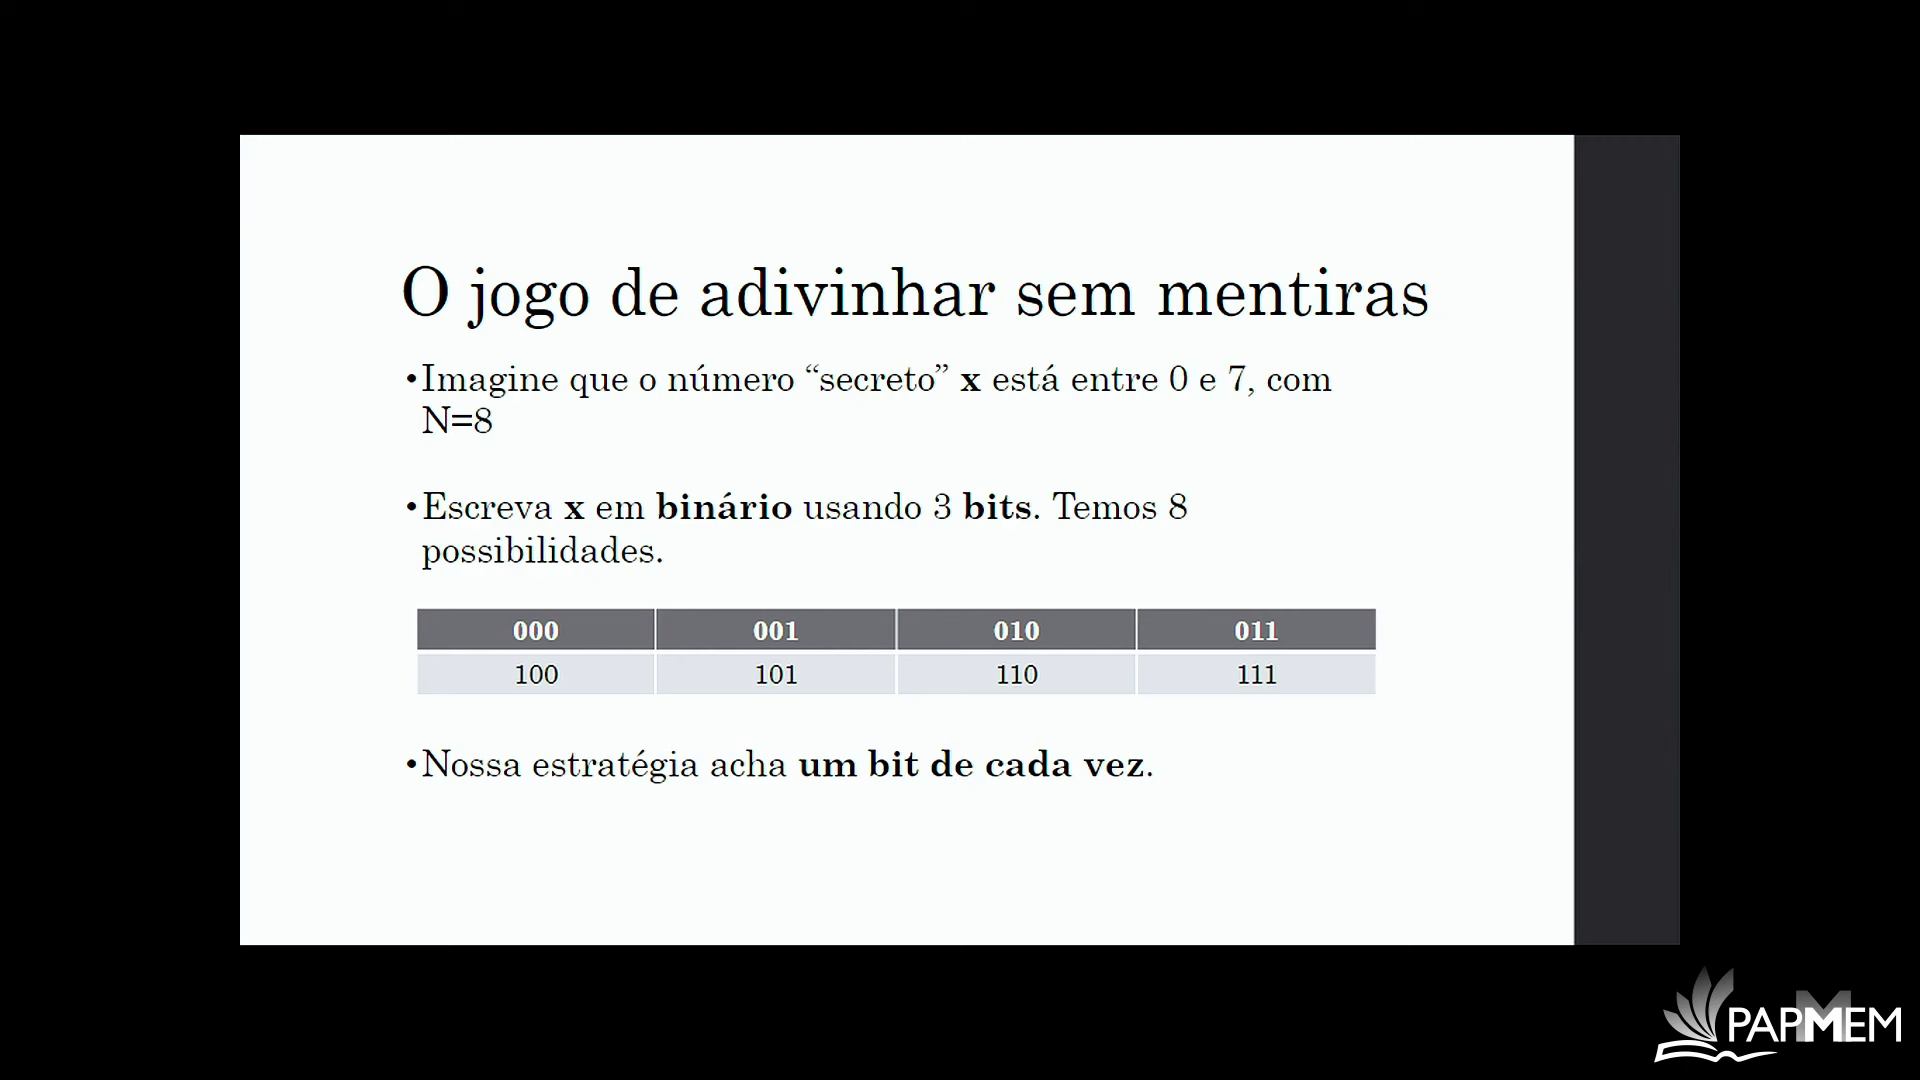 O jogo de adivinhar sem mentiras
•Imagine que o número “secreto” x está entre 0 e 7, com
N=8
•Escreva x em binário usando 3 bits. Temos 8
possibilidades.
000 001 010 011
100 101 110 111
•Nossa estratégia acha um bit de cada vez.
PAPMEM